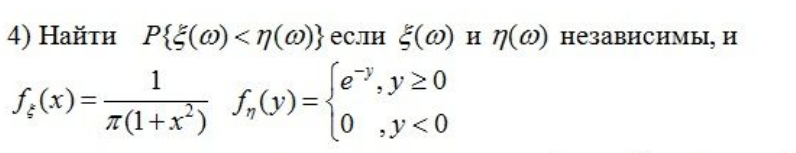 4) Найти P{ξ(ω) < η(ω)} если ξ(ω) и η(ω) независимы, и
f_ξ(x) = 1/(π(1+x²)) f_η(y) = {e^{-y}, y ≥ 0
0 , y < 0